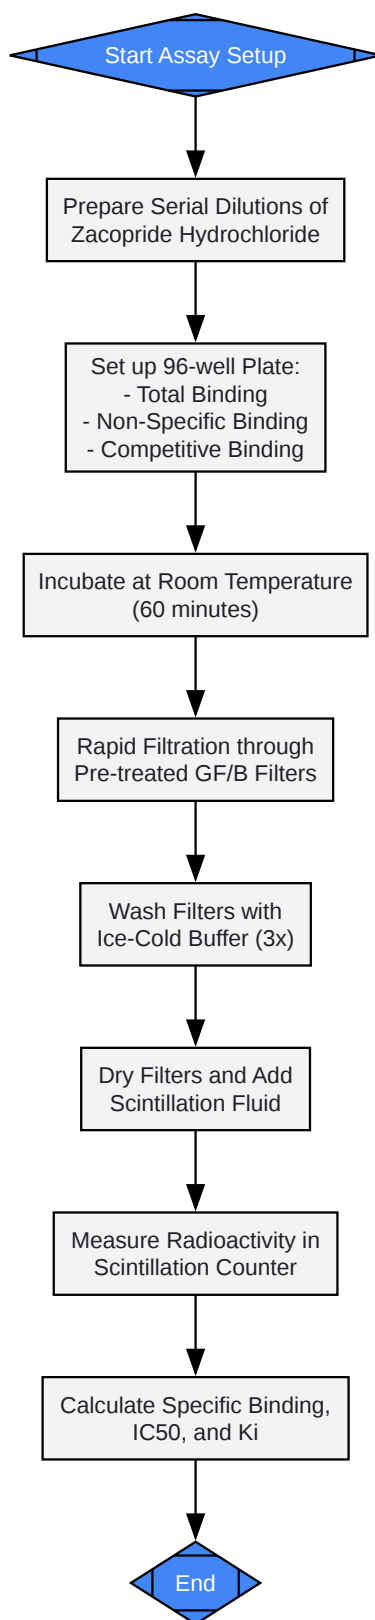 Start Assay Setup
Prepare Serial Dilutions of
Zacopride Hydrochloride
Set up 96-well Plate:
- Total Binding
- Non-Specific Binding
- Competitive Binding
Incubate at Room Temperature
(60 minutes)
Rapid Filtration through
Pre-treated GF/B Filters
Wash Filters with
Ice-Cold Buffer (3x)
Dry Filters and Add
Scintillation Fluid
Measure Radioactivity in
Scintillation Counter
Calculate Specific Binding,
IC50, and Ki
End